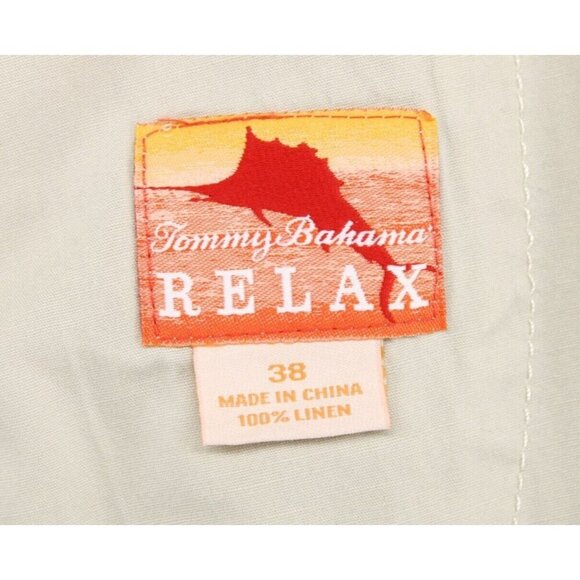 Tommy Bahama
RELAX
38
MADE IN CHINA
100% LINEN